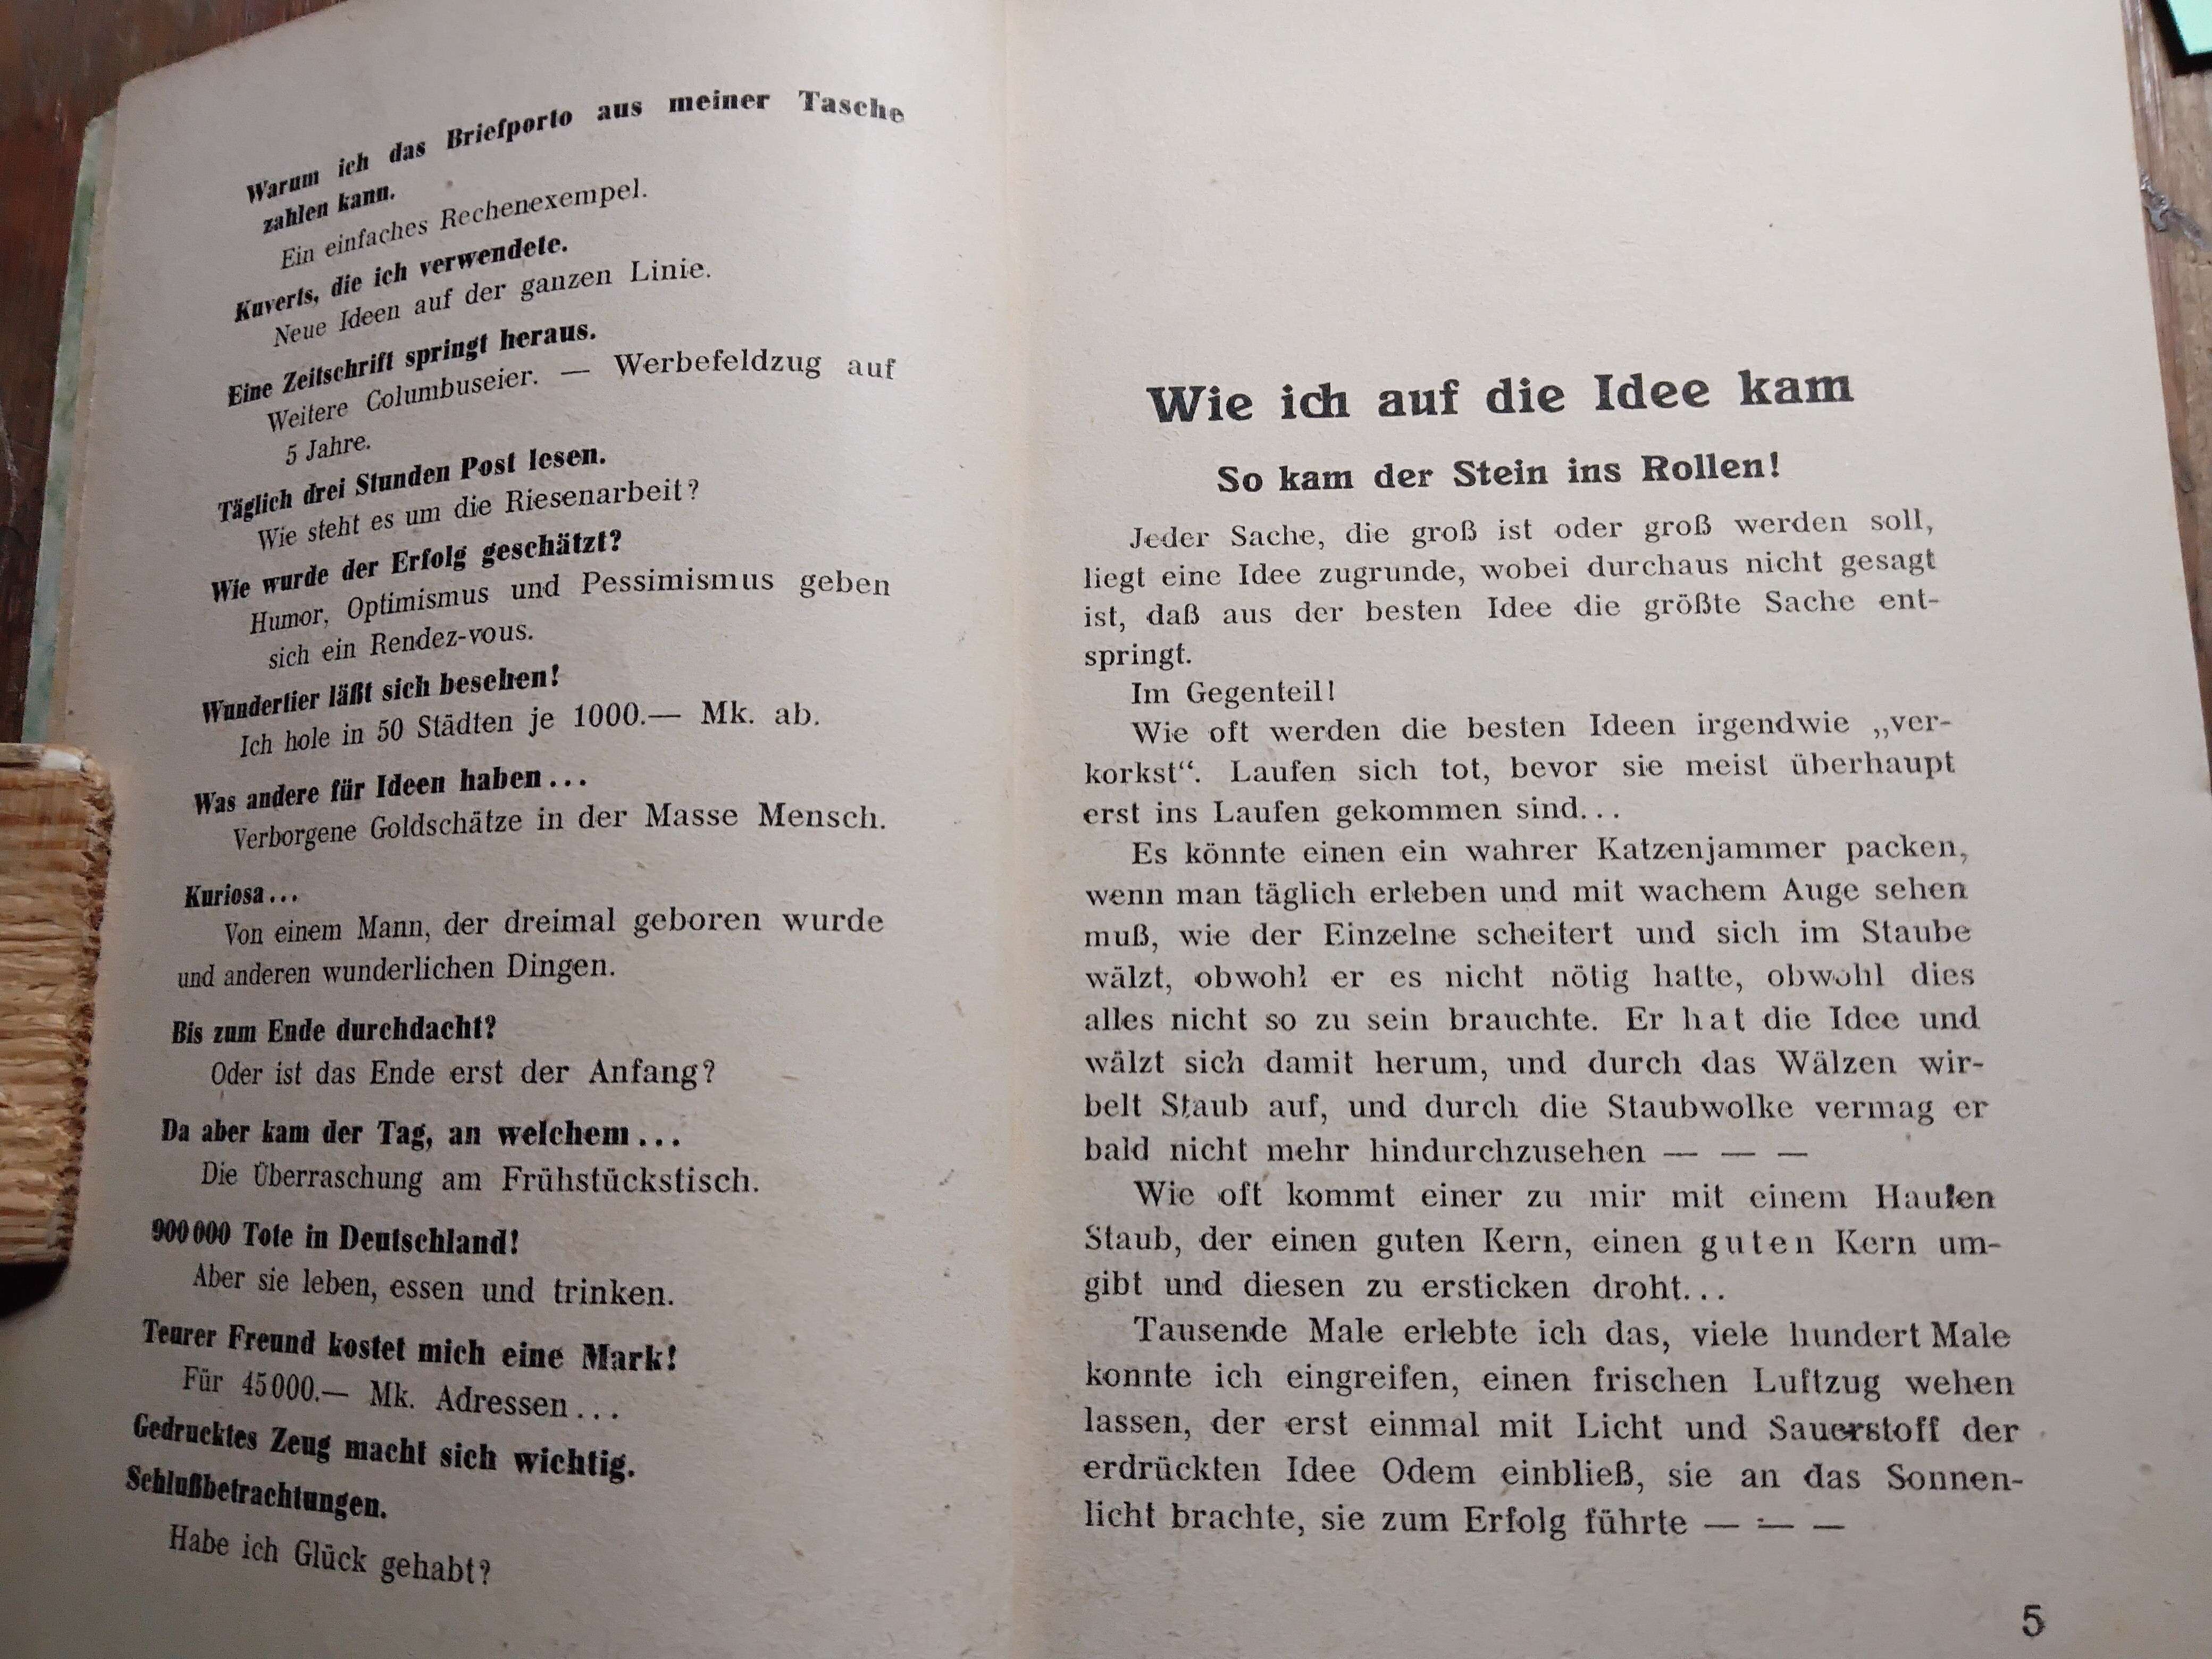 Warum ich das Briefporto aus meiner Tasche
zahlen kann.
Ein einfaches Rechenexempel.
Kuverts, die ich verwendete.
Neue Ideen auf der ganzen Linie.
Eine Zeitschrift springt heraus.
Weitere Columbuseier. — Werbefeldzug auf
5 Jahre.
Täglich drei Stunden Post lesen.
Wie steht es um die Riesenarbeit?
Wie wurde der Erfolg geschätzt?
Humor, Optimismus und Pessimismus geben
sich ein Rendez-vous.
Wundertier läßt sich besehen!
Ich hole in 50 Städten je 1000.— Mk. ab.
Was andere für Ideen haben...
Verborgene Goldschätze in der Masse Mensch.
Kuriosa...
Von einem Mann, der dreimal geboren wurde
und anderen wunderlichen Dingen.
Bis zum Ende durchdacht?
Oder ist das Ende erst der Anfang?
Da aber kam der Tag, an welchem...
Die Überraschung am Frühstückstisch.
900000 Tote in Deutschland!
Aber sie leben, essen und trinken.
Teurer Freund kostet mich eine Mark!
Für 45000.— Mk. Adressen...
Gedrucktes Zeug macht sich wichtig.
Schlußbetrachtungen.
Habe ich Glück gehabt?
Wie ich auf die Idee kam
So kam der Stein ins Rollen!
Jeder Sache, die groß ist oder groß werden soll,
liegt eine Idee zugrunde, wobei durchaus nicht gesagt
ist, daß aus der besten Idee die größte Sache ent-
springt.
Im Gegenteil!
Wie oft werden die besten Ideen irgendwie „ver-
korkst“. Laufen sich tot, bevor sie meist überhaupt
erst ins Laufen gekommen sind...
Es könnte einen ein wahrer Katzenjammer packen,
wenn man täglich erleben und mit wachem Auge sehen
muß, wie der Einzelne scheitert und sich im Staube
wälzt, obwohl er es nicht nötig hatte, obwohl dies
alles nicht so zu sein brauchte. Er hat die Idee und
wälzt sich damit herum, und durch das Wälzen wir-
belt Staub auf, und durch die Staubwolke vermag er
bald nicht mehr hindurchzusehen — — —
Wie oft kommt einer zu mir mit einem Haufen
Staub, der einen guten Kern, einen guten Kern um-
gibt und diesen zu ersticken droht...
Tausende Male erlebte ich das, viele hundert Male
konnte ich eingreifen, einen frischen Luftzug wehen
lassen, der erst einmal mit Licht und Sauerstoff der
erdrückten Idee Odem einbließ, sie an das Sonnen-
licht brachte, sie zum Erfolg führte — — —
5